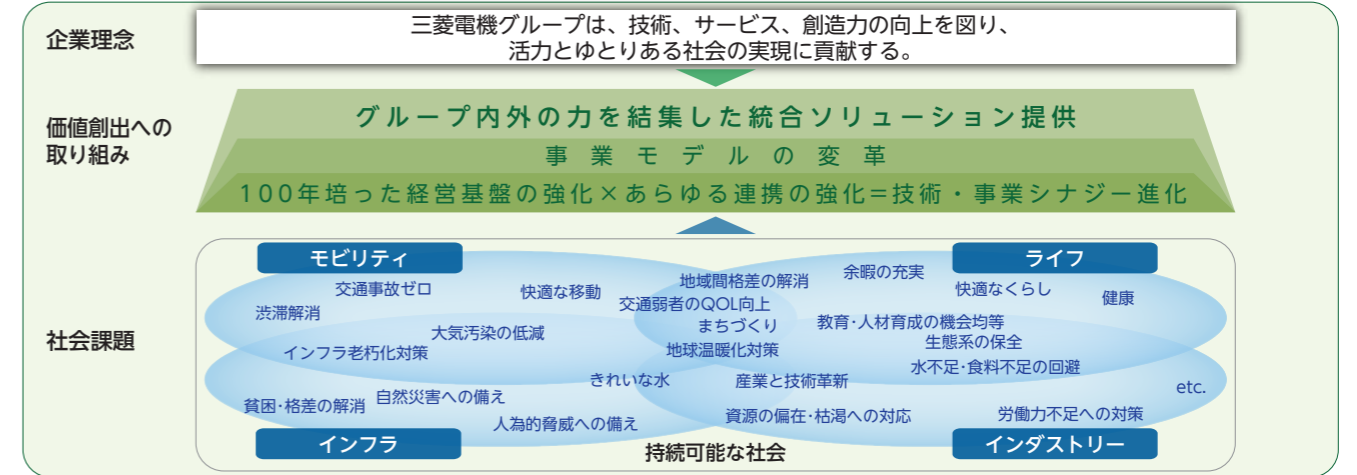 企業理念
三菱電機グループは、技術、サービス、創造力の向上を図り、
活力とゆとりある社会の実現に貢献する。
価値創出への
取り組み
グループ内外の力を結集した統合ソリューション提供
事業モデルの変革
100年培った経営基盤の強化×あらゆる連携の強化=技術・事業シナジー進化
社会課題
モビリティ
ライフ
交通事故ゼロ
快適な移動
渋滞解消
大気汚染の低減
インフラ老朽化対策
地域間格差の解消
交通弱者のQOL向上
まちづくり
地球温暖化対策
余暇の充実
快適なくらし
健康
教育・人材育成の機会均等
生態系の保全
水不足・食料不足の回避
きれいな水
産業と技術革新
etc.
貧困・格差の解消
自然災害への備え
人為的脅威への備え
資源の偏在・枯渇への対応
労働力不足への対策
インフラ
持続可能な社会
インダストリー